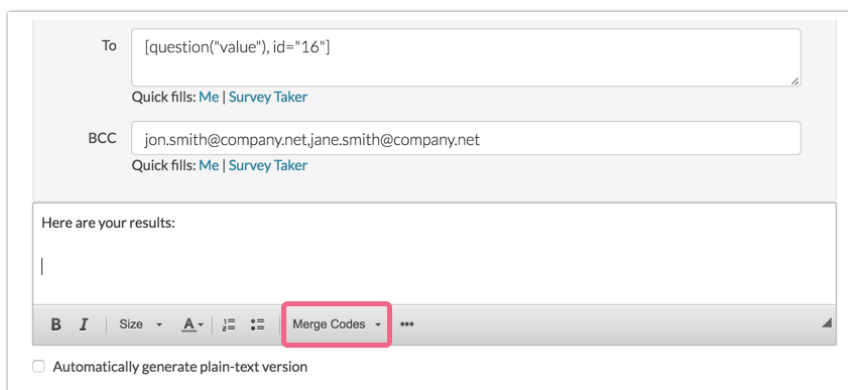 To
[question("value"), id="16"]
Quick fills: Me | Survey Taker
BCC
jon.smith@company.net,jane.smith@company.net
Quick fills: Me | Survey Taker
Here are your results:
B I Size A Merge Codes
Automatically generate plain-text version